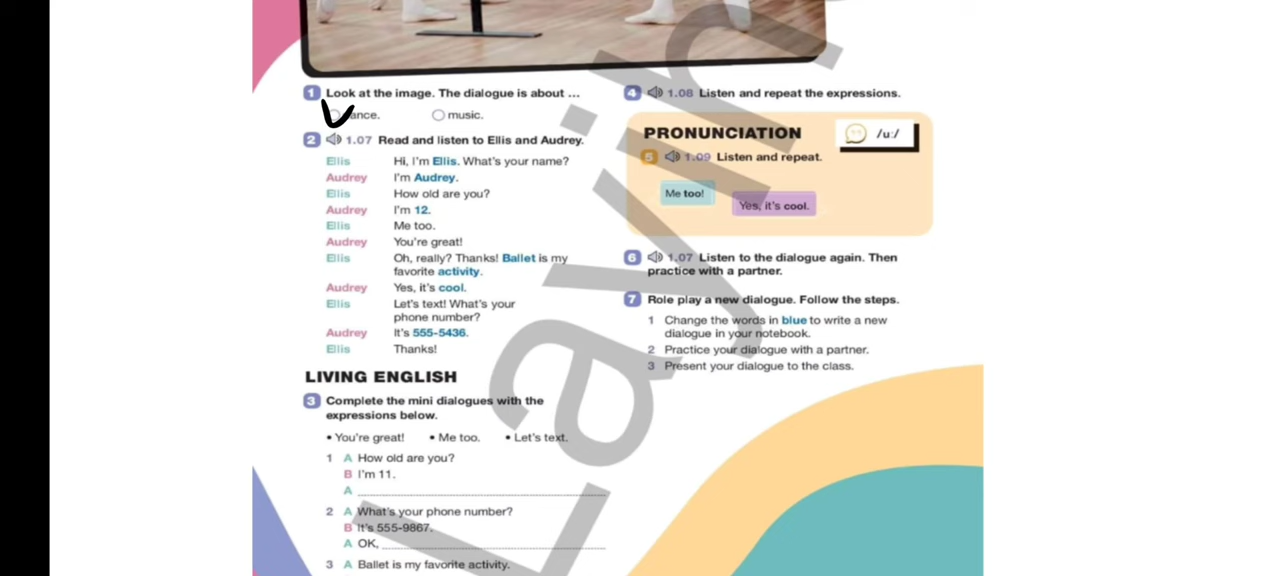 1 Look at the image. The dialogue is about ...
dance. music.
2 1.07 Read and listen to Ellis and Audrey.
Ellis Hi, I'm Ellis. What's your name?
Audrey I'm Audrey.
Ellis How old are you?
Audrey I'm 12.
Ellis Me too.
Audrey You're great!
Ellis Oh, really? Thanks! Ballet is my
favorite activity.
Audrey Yes, it's cool.
Ellis Let's text! What's your
phone number?
Audrey It's 555-5436.
Ellis Thanks!
LIVING ENGLISH
3 Complete the mini dialogues with the
expressions below.
• You're great! • Me too. • Let's text.
1 A How old are you?
B I'm 11.
A
2 A What's your phone number?
B It's 555-9867.
A OK,
3 A Ballet is my favorite activity.
4 1.08 Listen and repeat the expressions.
PRONUNCIATION /uː/
5 1.09 Listen and repeat.
Me too!
Yes, it's cool.
6 1.07 Listen to the dialogue again. Then
practice with a partner.
7 Role play a new dialogue. Follow the steps.
1 Change the words in blue to write a new
dialogue in your notebook.
2 Practice your dialogue with a partner.
3 Present your dialogue to the class.